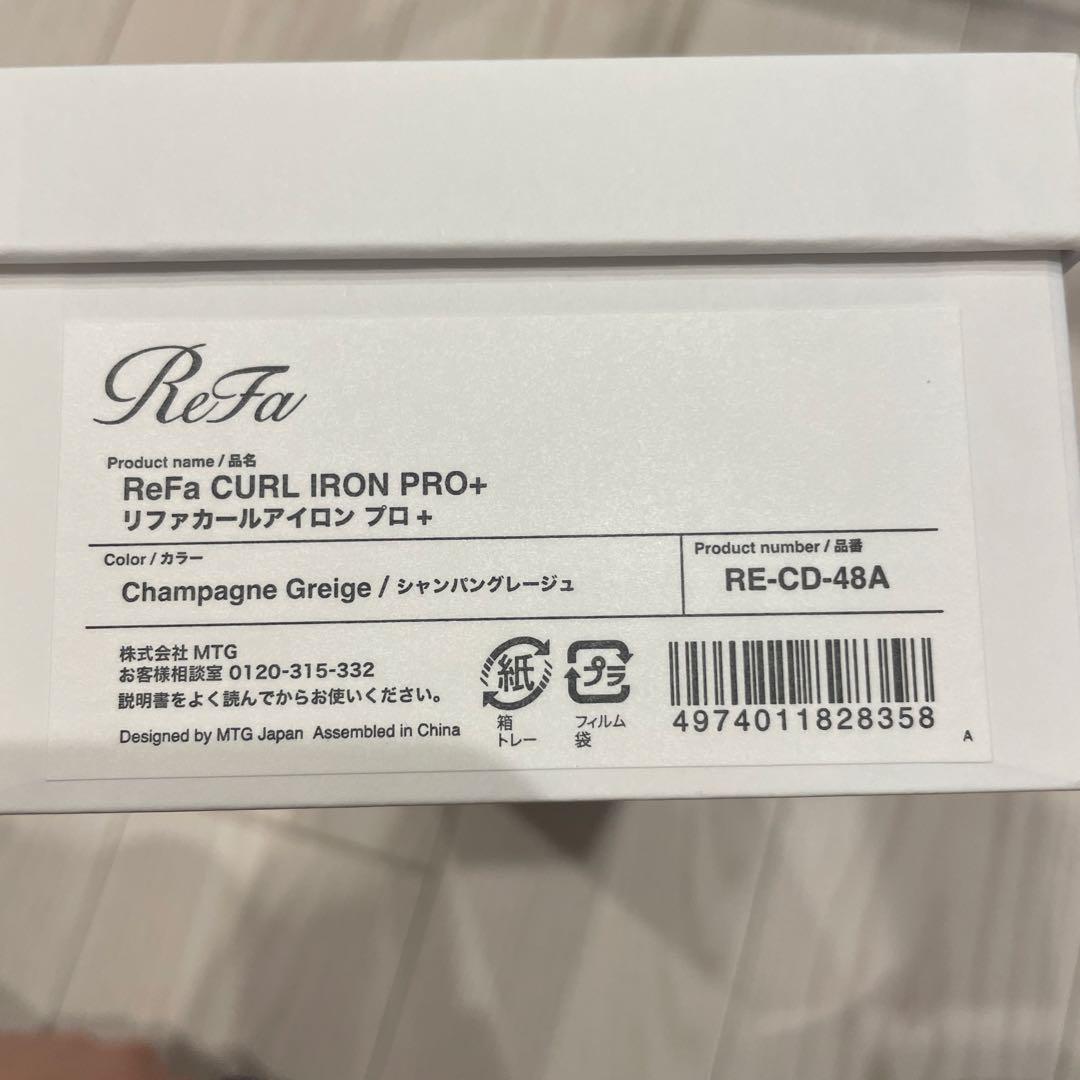 ReFa
Product name / 品名
ReFa CURL IRON PRO+
リファカールアイロン プロ +
Color / カラー
Champagne Greige / シャンパングレージュ
Product number / 品番
RE-CD-48A
株式会社 MTG
お客様相談室 0120-315-332
説明書をよく読んでからお使いください。
Designed by MTG Japan Assembled in China
紙
箱
トレー
プラ
フィルム
袋
4974011828358
A